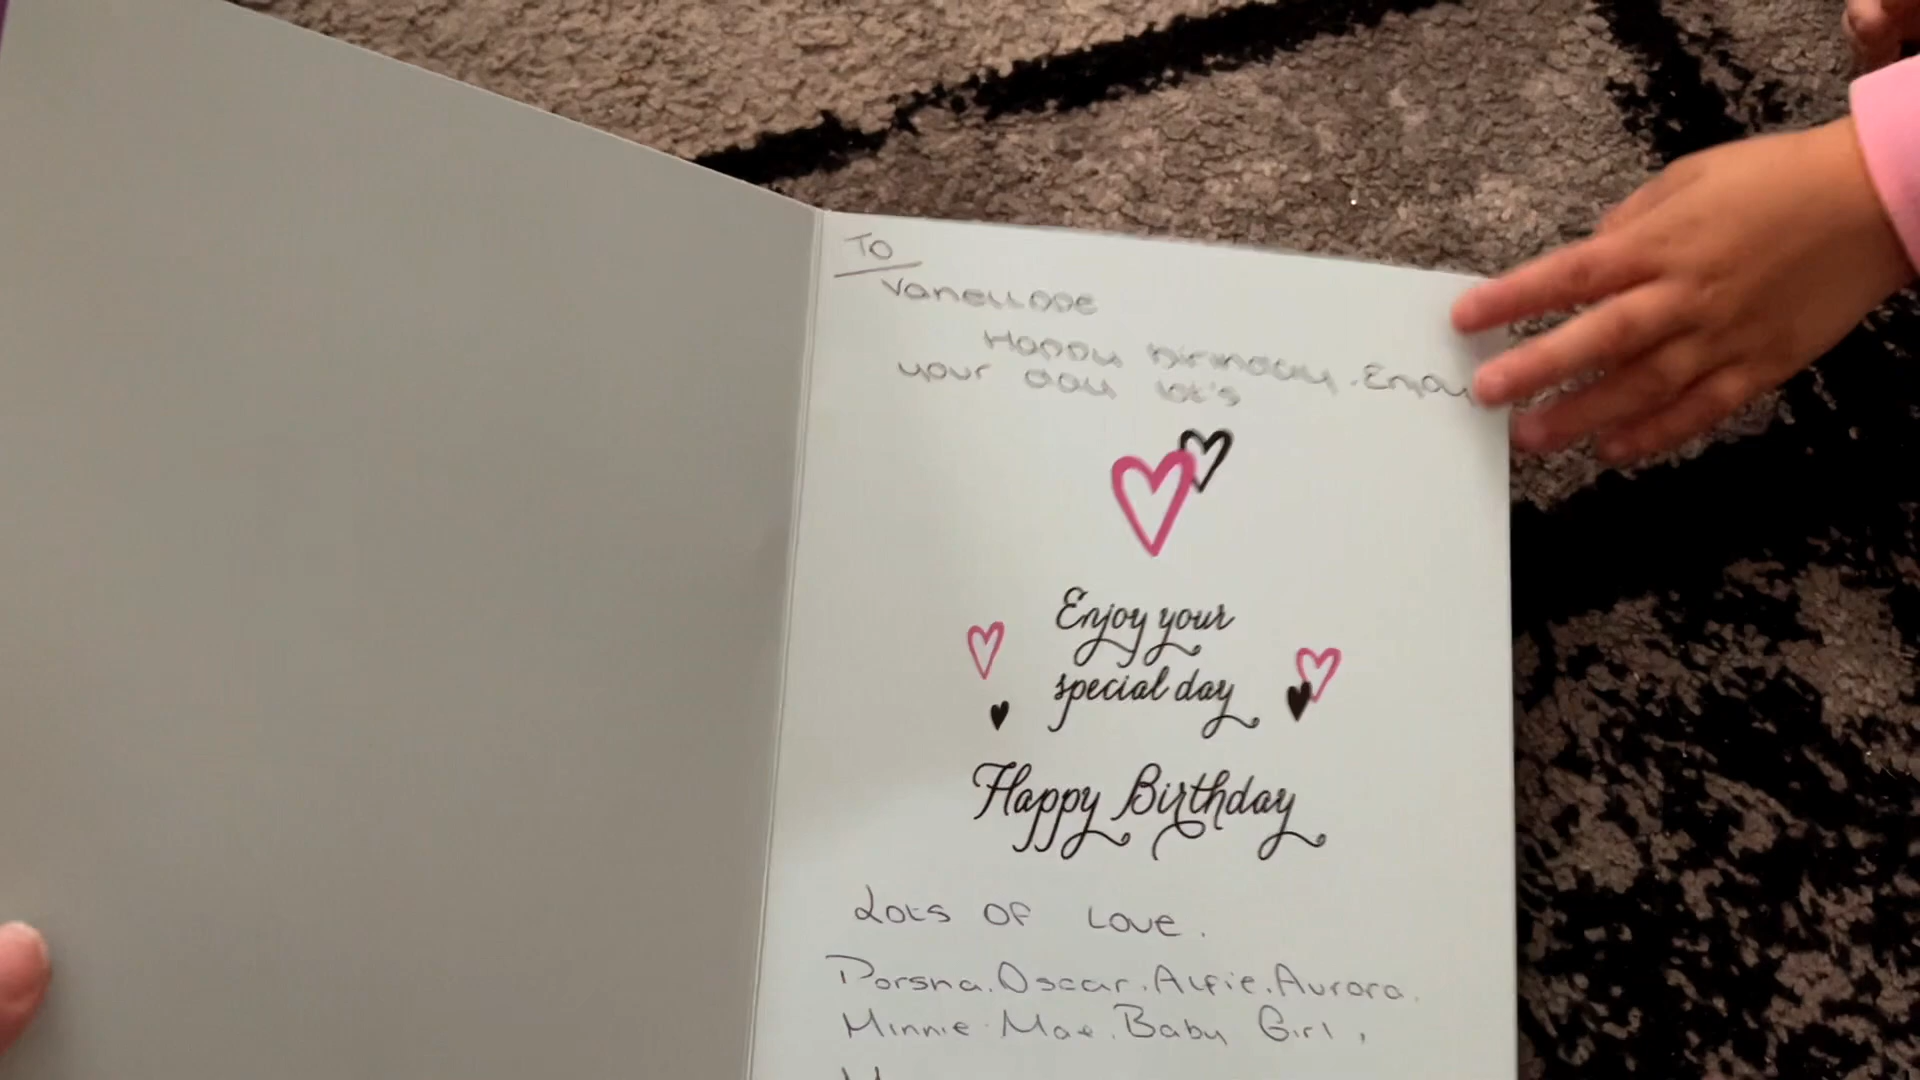 TO
Vanellope
Happy birthday. Enjoy
your day lot's
Enjoy your
special day
Happy Birthday
Lots of Love.
Porsha. Oscar. Alfie. Aurora.
Minnie. Mae. Baby Girl,